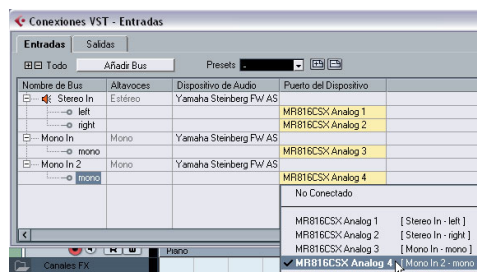 Conexiones VST - Entradas
Entradas Salidas
Todo Añadir Bus Presets -
Nombre de Bus Altavoces Dispositivo de Audio Puerto del Dispositivo
Stereo In Estéreo Yamaha Steinberg FW AS
left MR816CSX Analog 1
right MR816CSX Analog 2
Mono In Mono Yamaha Steinberg FW AS
mono MR816CSX Analog 3
Mono In 2 Mono Yamaha Steinberg FW AS
mono MR816CSX Analog 4
No Conectado
MR816CSX Analog 1 [ Stereo In - left ]
MR816CSX Analog 2 [ Stereo In - right ]
MR816CSX Analog 3 [ Mono In - mono ]
MR816CSX Analog 4 [ Mono In 2 - mono
R W Piano
Canales FX